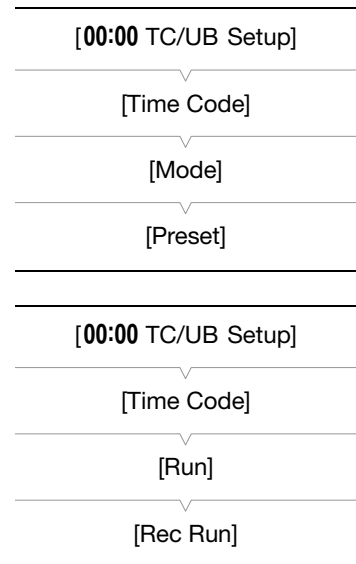 [00:00 TC/UB Setup]
[Time Code]
[Mode]
[Preset]
[00:00 TC/UB Setup]
[Time Code]
[Run]
[Rec Run]